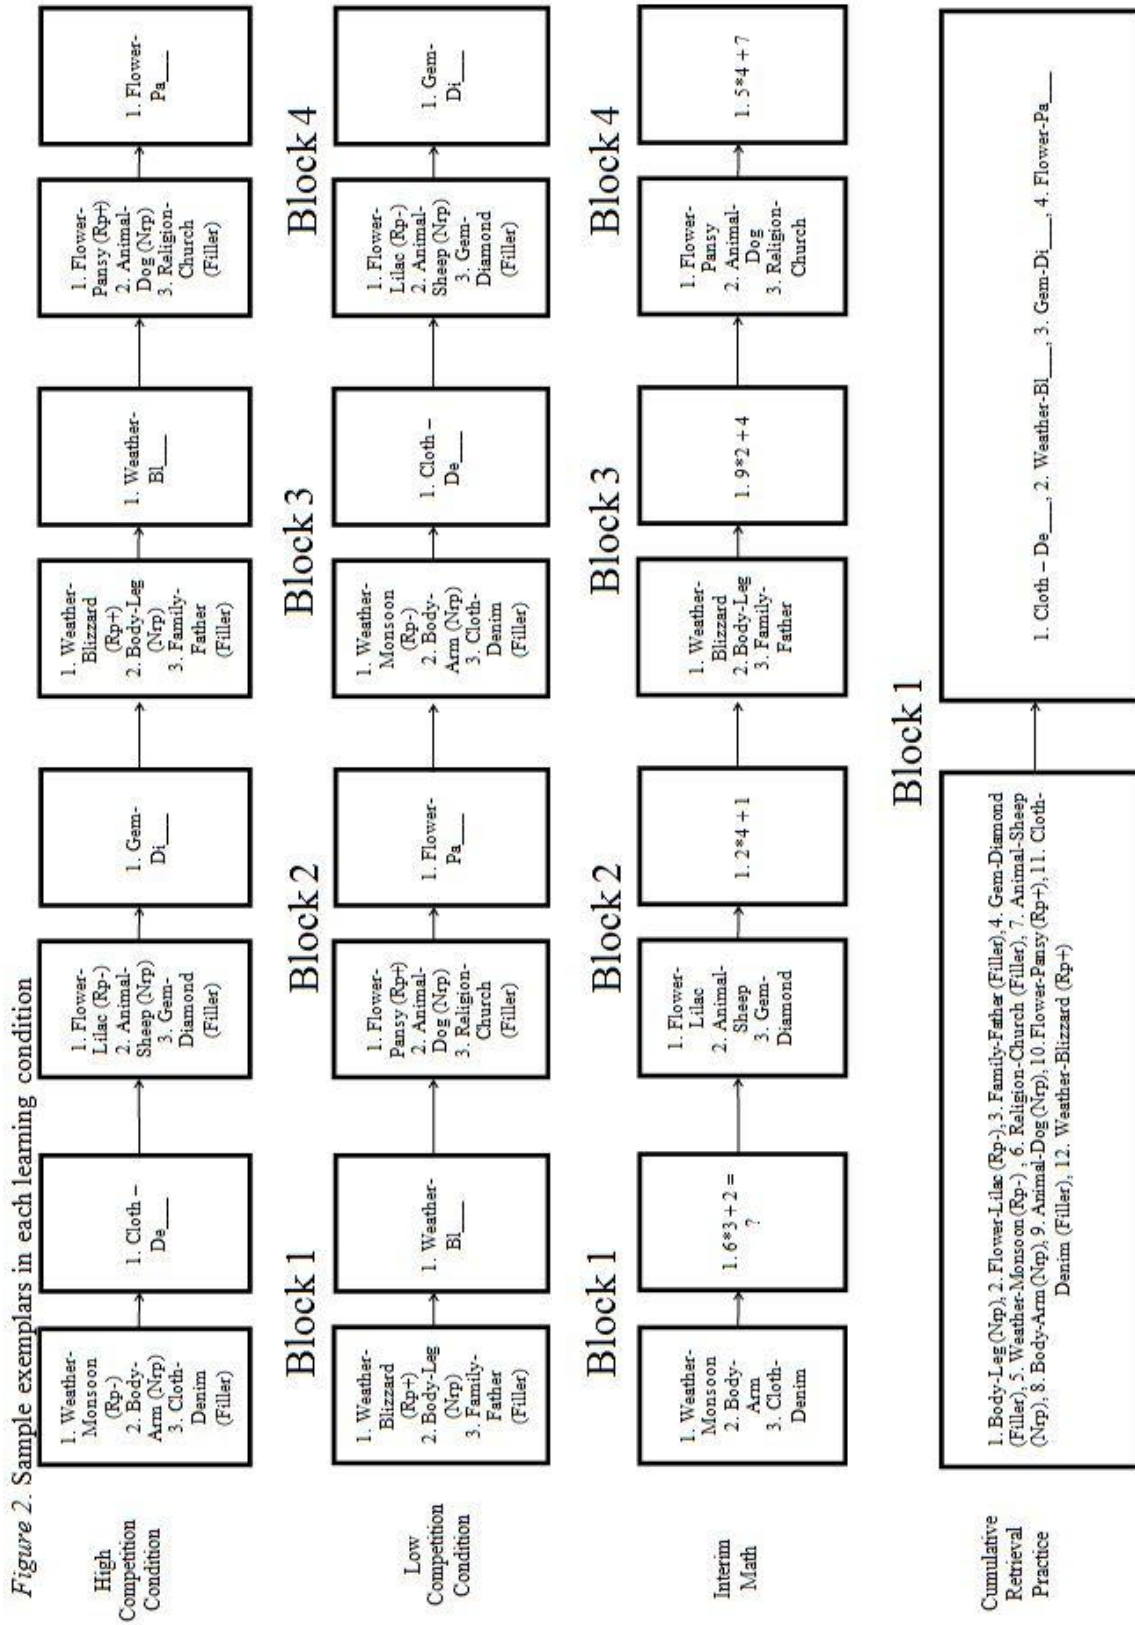 Figure 2. Sample exemplars in each learning condition
High
Competition
Condition
1. Weather-
Monsoon
(Rp-)
2. Body-
Arm (Nrp)
3. Cloth-
Denim
(Filler)
1. Cloth –
De___
1. Flower-
Lilac (Rp-)
2. Animal-
Sheep (Nrp)
3. Gem-
Diamond
(Filler)
1. Gem-
Di___
1. Weather-
Blizzard
(Rp+)
2. Body-Leg
(Nrp)
3. Family-
Father
(Filler)
1. Weather-
Bl___
1. Flower-
Pansy (Rp+)
2. Animal-
Dog (Nrp)
3. Religion-
Church
(Filler)
1. Flower-
Pa___
Block 1
Block 2
Block 3
Block 4
Low
Competition
Condition
1. Weather-
Blizzard
(Rp+)
2. Body-Leg
(Nrp)
3. Family-
Father
(Filler)
1. Weather-
Bl___
1. Flower-
Pansy (Rp+)
2. Animal-
Dog (Nrp)
3. Religion-
Church
(Filler)
1. Flower-
Pa___
1. Weather-
Monsoon
(Rp-)
2. Body-
Arm (Nrp)
3. Cloth-
Denim
(Filler)
1. Cloth –
De___
1. Flower-
Lilac (Rp-)
2. Animal-
Sheep (Nrp)
3. Gem-
Diamond
(Filler)
1. Gem-
Di___
Block 1
Block 2
Block 3
Block 4
Interim
Math
1. Weather-
Monsoon
2. Body-
Arm
3. Cloth-
Denim
1. 6*3 + 2 =
?
1. Flower-
Lilac
2. Animal-
Sheep
3. Gem-
Diamond
1. 2*4 + 1
1. Weather-
Blizzard
2. Body-Leg
3. Family-
Father
1. 9*2 + 4
1. Flower-
Pansy
2. Animal-
Dog
3. Religion-
Church
1. 5*4 + 7
Block 1
Cumulative
Retrieval
Practice
1. Body-Leg (Nrp), 2. Flower-Lilac (Rp-), 3. Family-Father (Filler), 4. Gem-Diamond
(Filler), 5. Weather-Monsoon (Rp-) , 6. Religion-Church (Filler), 7. Animal-Sheep
(Nrp), 8. Body-Arm (Nrp), 9. Animal-Dog (Nrp), 10. Flower-Pansy (Rp+), 11. Cloth-
Denim (Filler), 12. Weather-Blizzard (Rp+)
1. Cloth – De___, 2. Weather-Bl___, 3. Gem-Di___, 4. Flower-Pa___